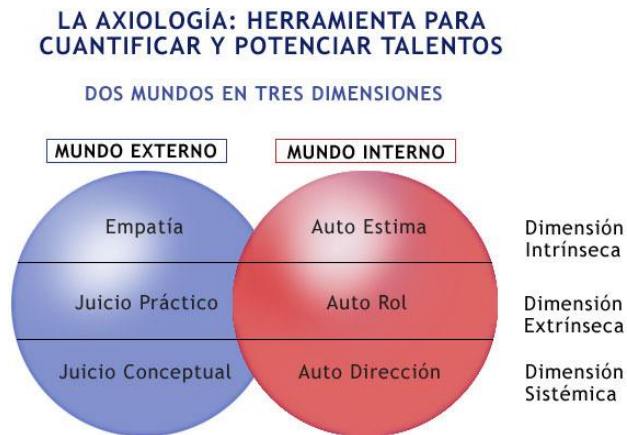 LA AXIOLOGÍA: HERRAMIENTA PARA
CUANTIFICAR Y POTENCIAR TALENTOS
DOS MUNDOS EN TRES DIMENSIONES
MUNDO EXTERNO
MUNDO INTERNO
Empatía
Auto Estima
Dimensión
Intrínseca
Juicio Práctico
Auto Rol
Dimensión
Extrínseca
Juicio Conceptual
Auto Dirección
Dimensión
Sistémica